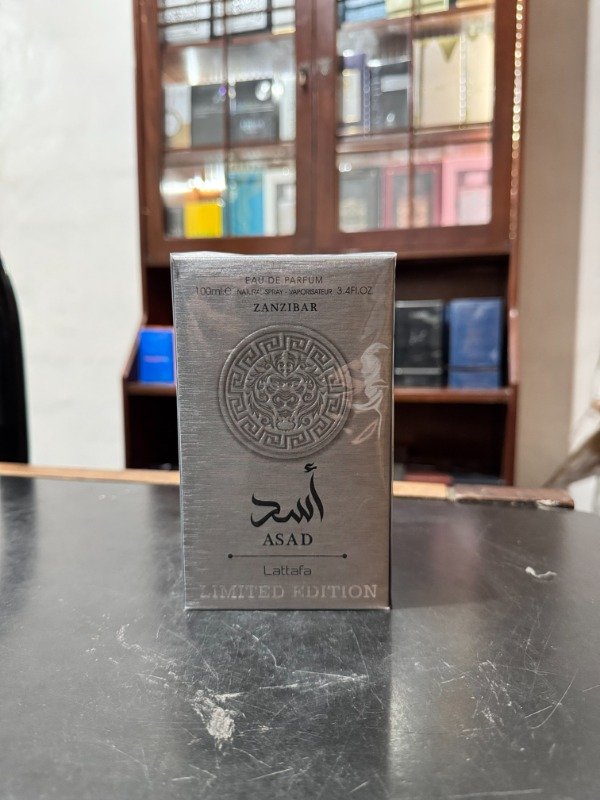 EAU DE PARFUM
100ml ℮ NATURAL SPRAY - VAPORISATEUR 3.4FL.OZ
ZANZIBAR
أسد
ASAD
Lattafa
LIMITED EDITION